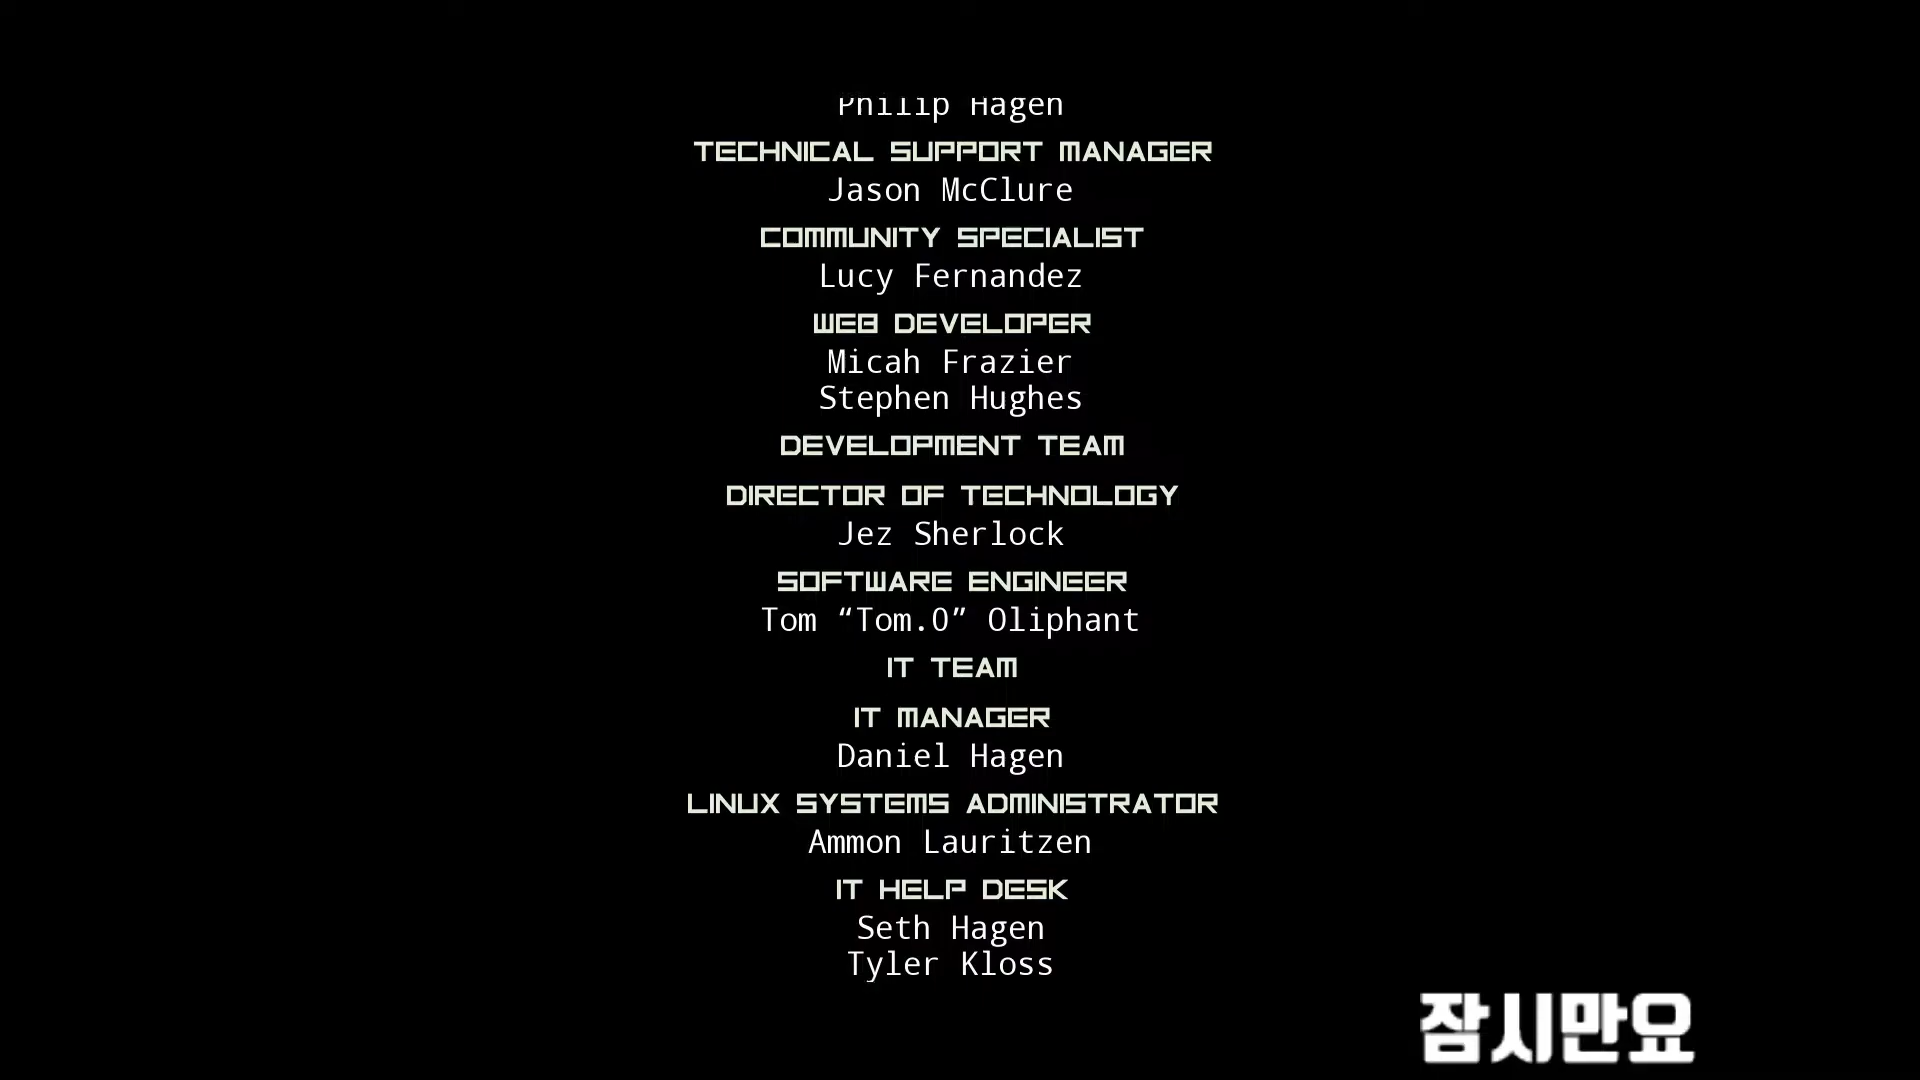 Philip Hagen
TECHNICAL SUPPORT MANAGER
Jason McClure
COMMUNITY SPECIALIST
Lucy Fernandez
WEB DEVELOPER
Micah Frazier
Stephen Hughes
DEVELOPMENT TEAM
DIRECTOR OF TECHNOLOGY
Jez Sherlock
SOFTWARE ENGINEER
Tom “Tom.O” Oliphant
IT TEAM
IT MANAGER
Daniel Hagen
LINUX SYSTEMS ADMINISTRATOR
Ammon Lauritzen
IT HELP DESK
Seth Hagen
Tyler Kloss
잠시만요